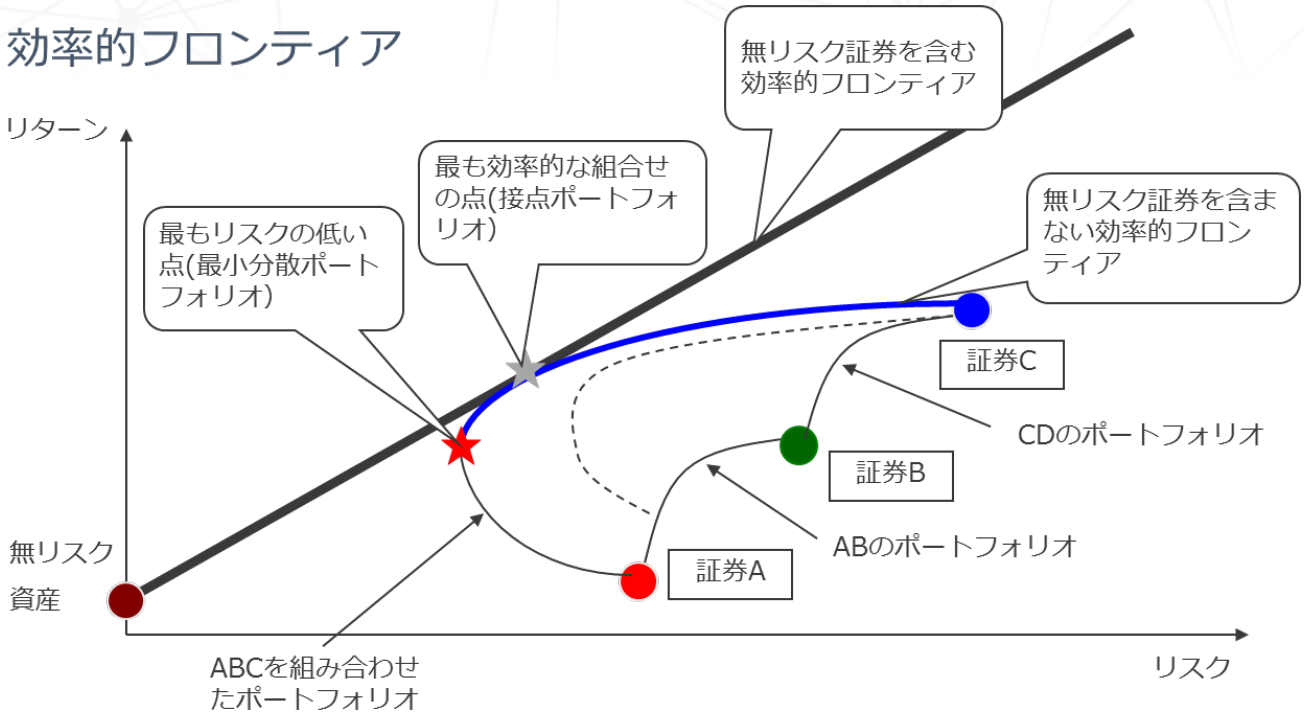 効率的フロンティア
リターン
無リスク証券を含む
効率的フロンティア
最も効率的な組合せ
の点(接点ポートフォ
リオ)
最もリスクの低い
点(最小分散ポート
フォリオ)
無リスク証券を含ま
ない効率的フロン
ティア
証券C
CDのポートフォリオ
証券B
ABのポートフォリオ
証券A
無リスク
資産
ABCを組み合わせ
たポートフォリオ
リスク